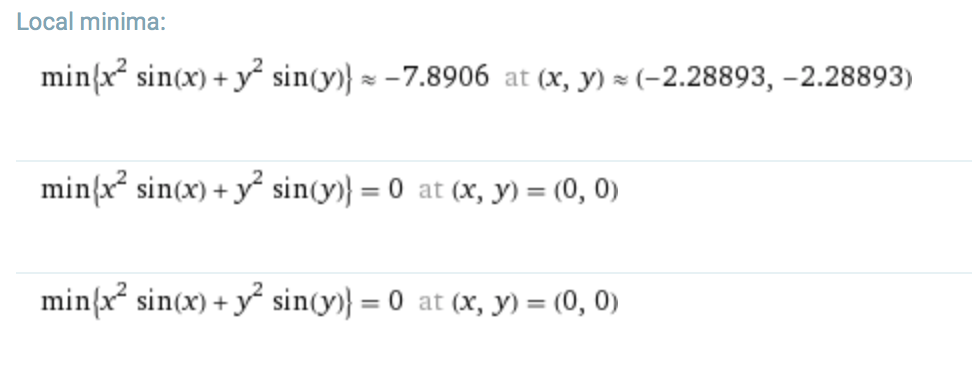 Local minima:
min{x² sin(x) + y² sin(y)} ≈ −7.8906 at (x, y) ≈ (−2.28893, −2.28893)
min{x² sin(x) + y² sin(y)} = 0 at (x, y) = (0, 0)
min{x² sin(x) + y² sin(y)} = 0 at (x, y) = (0, 0)